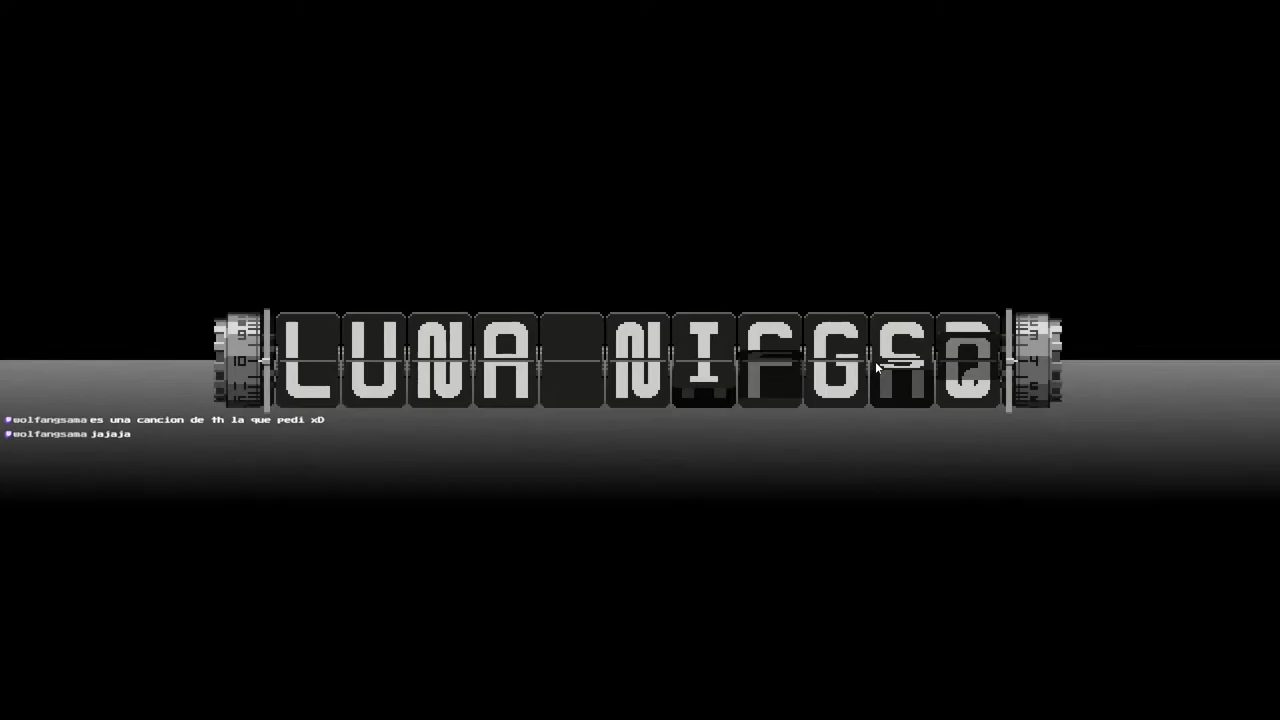 LUNA NI
wolfangsama es una cancion de th la que pedi xD
wolfangsama jajaja